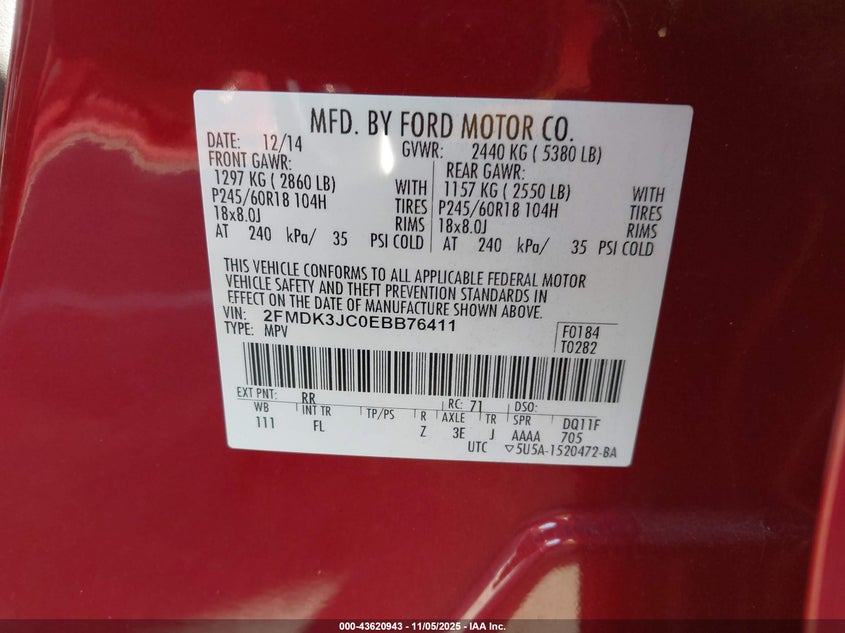 MFD. BY FORD MOTOR CO.
DATE: 12/14 GVWR: 2440 KG ( 5380 LB)
FRONT GAWR: REAR GAWR:
1297 KG ( 2860 LB) WITH 1157 KG ( 2550 LB) WITH
P245/60R18 104H TIRES P245/60R18 104H TIRES
18x8.0J RIMS 18x8.0J RIMS
AT 240 kPa/ 35 PSI COLD AT 240 kPa/ 35 PSI COLD
THIS VEHICLE CONFORMS TO ALL APPLICABLE FEDERAL MOTOR
VEHICLE SAFETY AND THEFT PREVENTION STANDARDS IN
EFFECT ON THE DATE OF MANUFACTURE SHOWN ABOVE.
VIN: 2FMDK3JC0EBB76411
TYPE: MPV
F0184
T0282
EXT PNT: RR RC: 71 DSO:
WB INT TR TP/PS R AXLE TR SPR DQ11F
111 FL Z 3E J AAAA 705
UTC ▽5U5A-1520472-BA
000-43620943 - 11/05/2025 - IAA Inc.